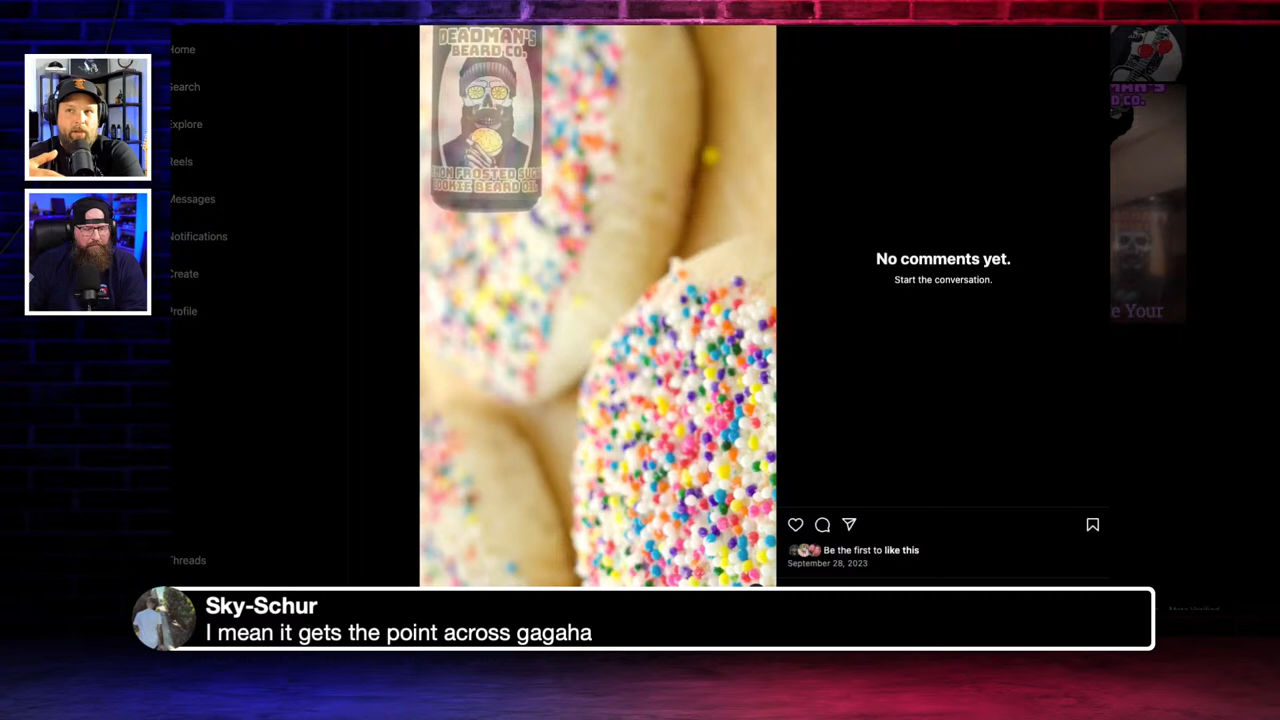 Home
Search
Explore
Reels
Messages
Notifications
Create
Profile
Threads
DEADMAN'S
BEARD CO.
COOKIE BEARD OIL
No comments yet.
Start the conversation.
Be the first to like this
September 28, 2023
MAN'S
D CO.
e Your
Sky-Schur
I mean it gets the point across gagaha